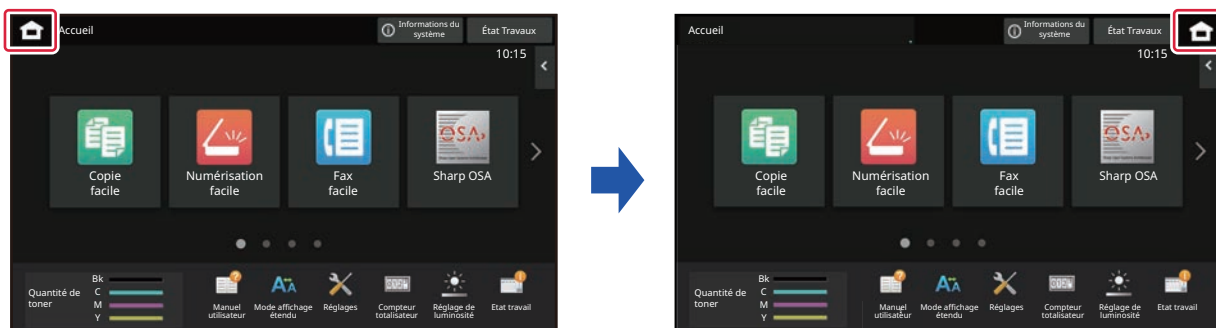 Accueil
Informations du
système
État Travaux
10:15
Copie
facile
Numérisation
facile
Fax
facile
OSA
Sharp OSA
Quantité de
toner
Bk
C
M
Y
Manuel
utilisateur
Mode affichage
étendu
Réglages
Compteur
totalisateur
Réglage de
luminosité
Etat travail
Accueil
Informations du
système
État Travaux
10:15
Copie
facile
Numérisation
facile
Fax
facile
OSA
Sharp OSA
Quantité de
toner
Bk
C
M
Y
Manuel
utilisateur
Mode affichage
étendu
Réglages
Compteur
totalisateur
Réglage de
luminosité
Etat travail